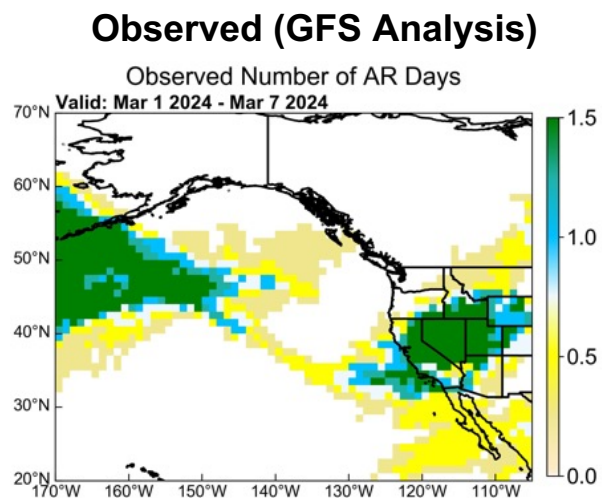 Observed (GFS Analysis)
Observed Number of AR Days
Valid: Mar 1 2024 - Mar 7 2024
70°N
60°N
50°N
40°N
30°N
20°N
170°W 160°W 150°W 140°W 130°W 120°W 110°W
1.5
1.0
0.5
0.0